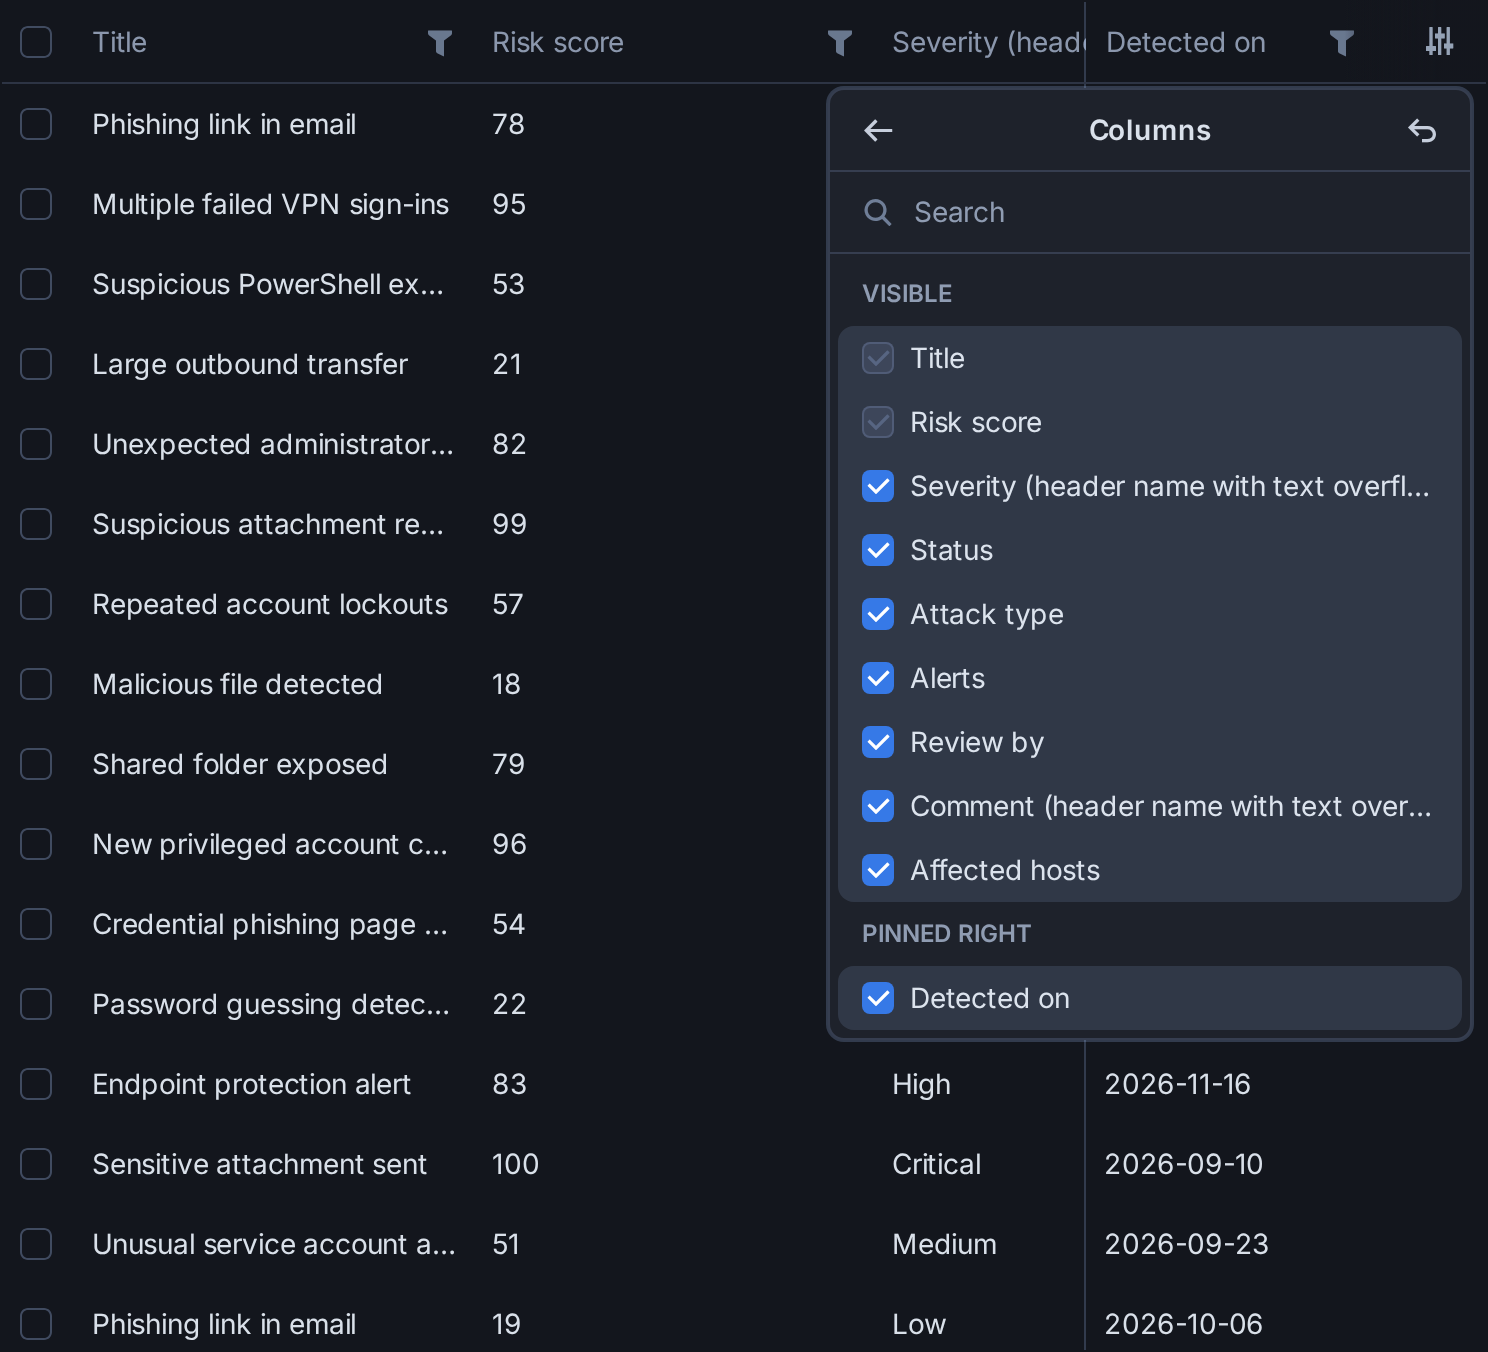 Title Risk score Severity (head Detected on
Phishing link in email 78
Multiple failed VPN sign-ins 95
Suspicious PowerShell ex... 53
Large outbound transfer 21
Unexpected administrator... 82
Suspicious attachment re... 99
Repeated account lockouts 57
Malicious file detected 18
Shared folder exposed 79
New privileged account c... 96
Credential phishing page ... 54
Password guessing detec... 22
Endpoint protection alert 83 High 2026-11-16
Sensitive attachment sent 100 Critical 2026-09-10
Unusual service account a... 51 Medium 2026-09-23
Phishing link in email 19 Low 2026-10-06
Columns
Search
VISIBLE
Title
Risk score
Severity (header name with text overfl...
Status
Attack type
Alerts
Review by
Comment (header name with text over...
Affected hosts
PINNED RIGHT
Detected on